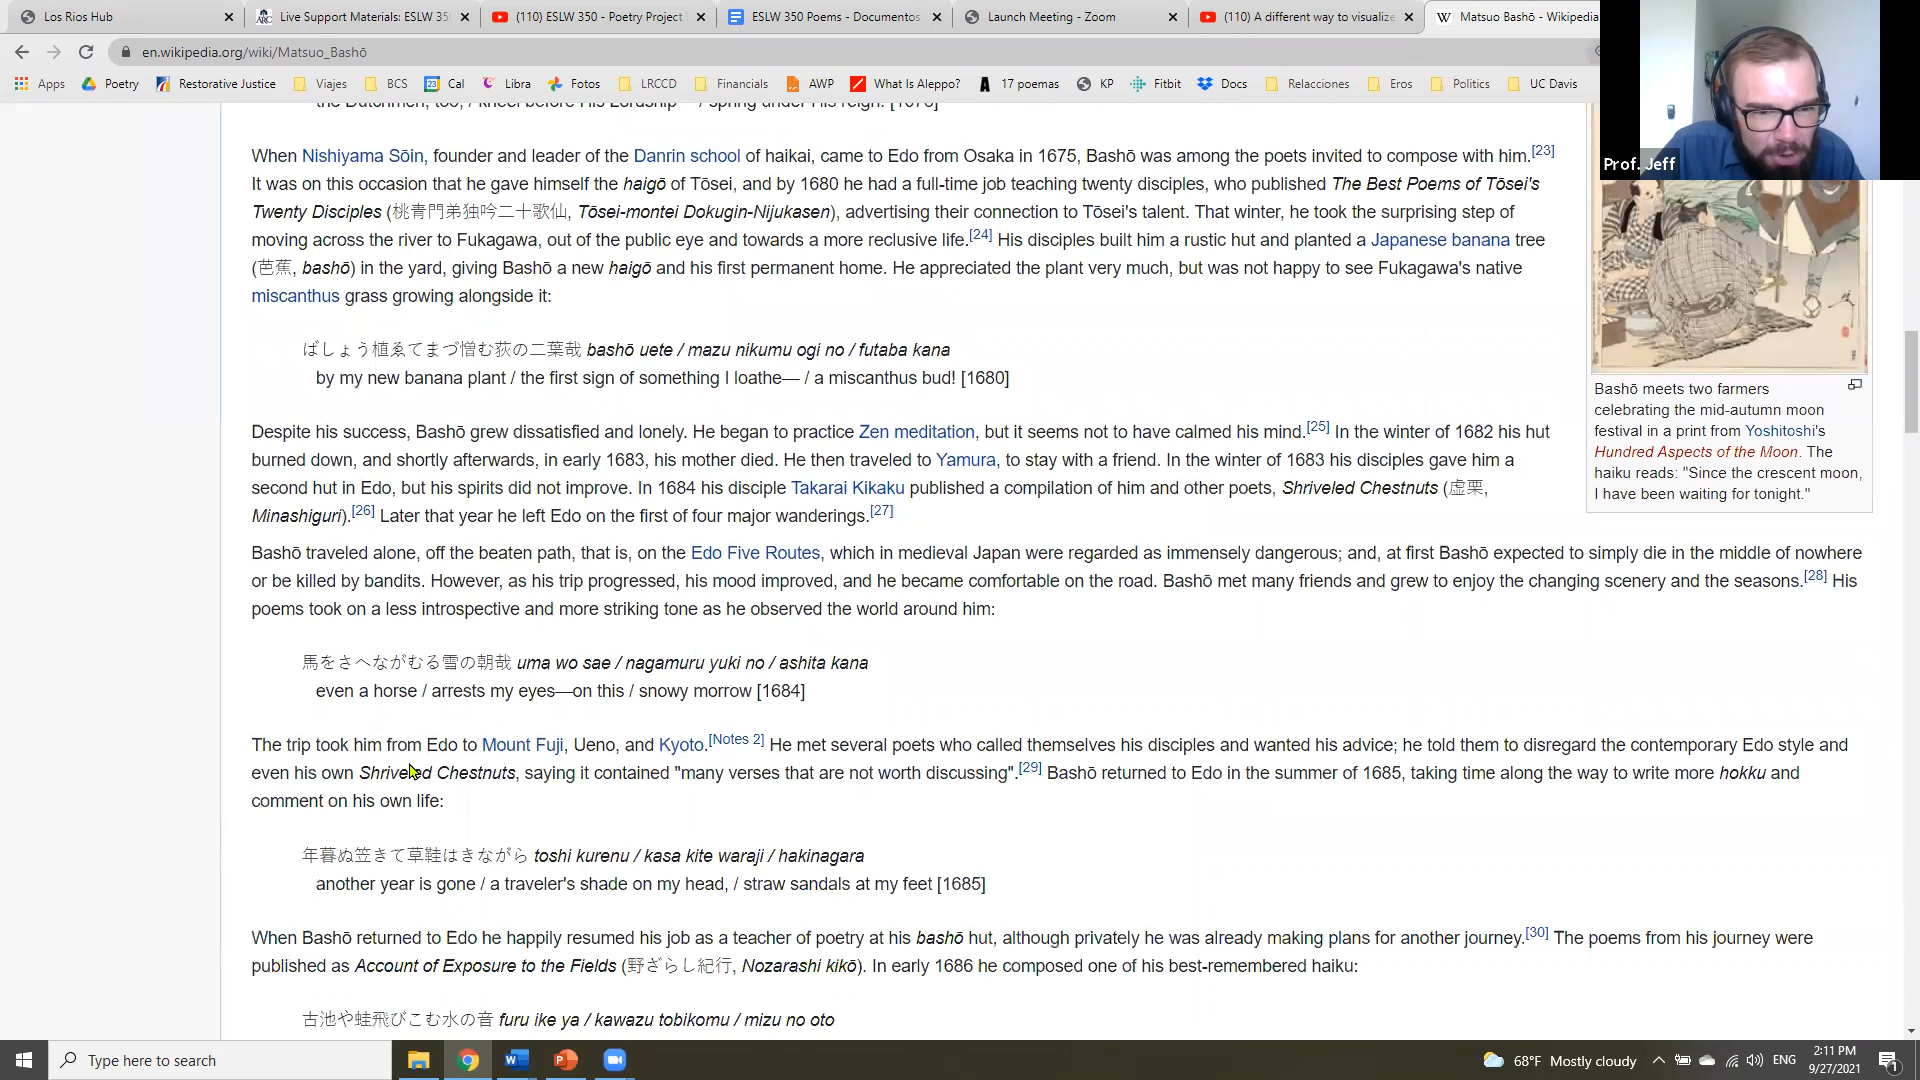 Los Rios Hub
Live Support Materials: ESLW 35
(110) ESLW 350 - Poetry Project
ESLW 350 Poems - Documentos
Launch Meeting - Zoom
(110) A different way to visualize
Matsuo Bashō - Wikipedia
en.wikipedia.org/wiki/Matsuo_Bashō
Apps Poetry Restorative Justice Viajes BCS Cal Libra Fotos LRCCD Financials AWP What Is Aleppo? 17 poemas KP Fitbit Docs Relacciones Eros Politics UC Davis
Prof. Jeff
the Dutchmen, too, / kneel before His Lordship— / spring under His reign. [1678]
When Nishiyama Sōin, founder and leader of the Danrin school of haikai, came to Edo from Osaka in 1675, Bashō was among the poets invited to compose with him.[23]
It was on this occasion that he gave himself the haigō of Tōsei, and by 1680 he had a full-time job teaching twenty disciples, who published The Best Poems of Tōsei's
Twenty Disciples (桃青門弟独吟二十歌仙, Tōsei-montei Dokugin-Nijukasen), advertising their connection to Tōsei's talent. That winter, he took the surprising step of
moving across the river to Fukagawa, out of the public eye and towards a more reclusive life.[24] His disciples built him a rustic hut and planted a Japanese banana tree
(芭蕉, bashō) in the yard, giving Bashō a new haigō and his first permanent home. He appreciated the plant very much, but was not happy to see Fukagawa's native
miscanthus grass growing alongside it:
ばしょう植ゑてまづ憎む荻の二葉哉 bashō uete / mazu nikumu ogi no / futaba kana
by my new banana plant / the first sign of something I loathe— / a miscanthus bud! [1680]
Despite his success, Bashō grew dissatisfied and lonely. He began to practice Zen meditation, but it seems not to have calmed his mind.[25] In the winter of 1682 his hut
burned down, and shortly afterwards, in early 1683, his mother died. He then traveled to Yamura, to stay with a friend. In the winter of 1683 his disciples gave him a
second hut in Edo, but his spirits did not improve. In 1684 his disciple Takarai Kikaku published a compilation of him and other poets, Shriveled Chestnuts (虚栗,
Minashiguri).[26] Later that year he left Edo on the first of four major wanderings.[27]
Bashō meets two farmers
celebrating the mid-autumn moon
festival in a print from Yoshitoshi's
Hundred Aspects of the Moon. The
haiku reads: "Since the crescent moon,
I have been waiting for tonight."
Bashō traveled alone, off the beaten path, that is, on the Edo Five Routes, which in medieval Japan were regarded as immensely dangerous; and, at first Bashō expected to simply die in the middle of nowhere
or be killed by bandits. However, as his trip progressed, his mood improved, and he became comfortable on the road. Bashō met many friends and grew to enjoy the changing scenery and the seasons.[28] His
poems took on a less introspective and more striking tone as he observed the world around him:
馬をさへながむる雪の朝哉 uma wo sae / nagamuru yuki no / ashita kana
even a horse / arrests my eyes—on this / snowy morrow [1684]
The trip took him from Edo to Mount Fuji, Ueno, and Kyoto.[Notes 2] He met several poets who called themselves his disciples and wanted his advice; he told them to disregard the contemporary Edo style and
even his own Shriveled Chestnuts, saying it contained "many verses that are not worth discussing".[29] Bashō returned to Edo in the summer of 1685, taking time along the way to write more hokku and
comment on his own life:
年暮ぬ笠きて草鞋はきながら toshi kurenu / kasa kite waraji / hakinagara
another year is gone / a traveler's shade on my head, / straw sandals at my feet [1685]
When Bashō returned to Edo he happily resumed his job as a teacher of poetry at his bashō hut, although privately he was already making plans for another journey.[30] The poems from his journey were
published as Account of Exposure to the Fields (野ざらし紀行, Nozarashi kikō). In early 1686 he composed one of his best-remembered haiku:
古池や蛙飛びこむ水の音 furu ike ya / kawazu tobikomu / mizu no oto
Type here to search
68°F Mostly cloudy
ENG
2:11 PM
9/27/2021